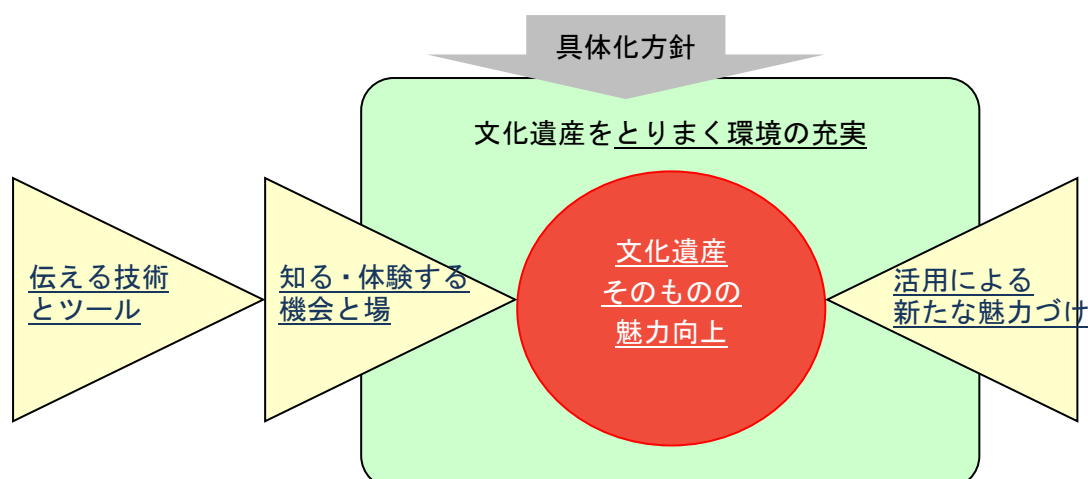 具体化方針
文化遺産をとりまく環境の充実
伝える技術
とツール
知る・体験する
機会と場
文化遺産
そのものの
魅力向上
活用による
新たな魅力づけ